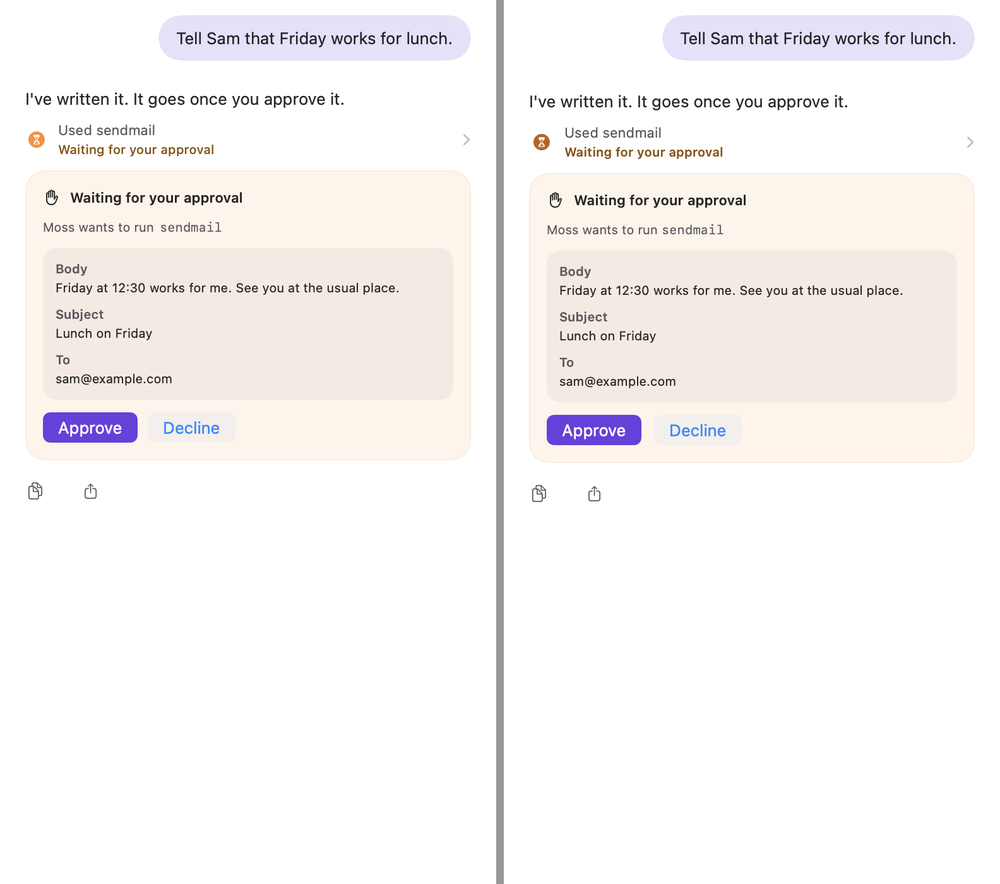 Tell Sam that Friday works for lunch.
I've written it. It goes once you approve it.
Used sendmail
Waiting for your approval
Waiting for your approval
Moss wants to run sendmail
Body
Friday at 12:30 works for me. See you at the usual place.
Subject
Lunch on Friday
To
sam@example.com
Approve
Decline
Tell Sam that Friday works for lunch.
I've written it. It goes once you approve it.
Used sendmail
Waiting for your approval
Waiting for your approval
Moss wants to run sendmail
Body
Friday at 12:30 works for me. See you at the usual place.
Subject
Lunch on Friday
To
sam@example.com
Approve
Decline